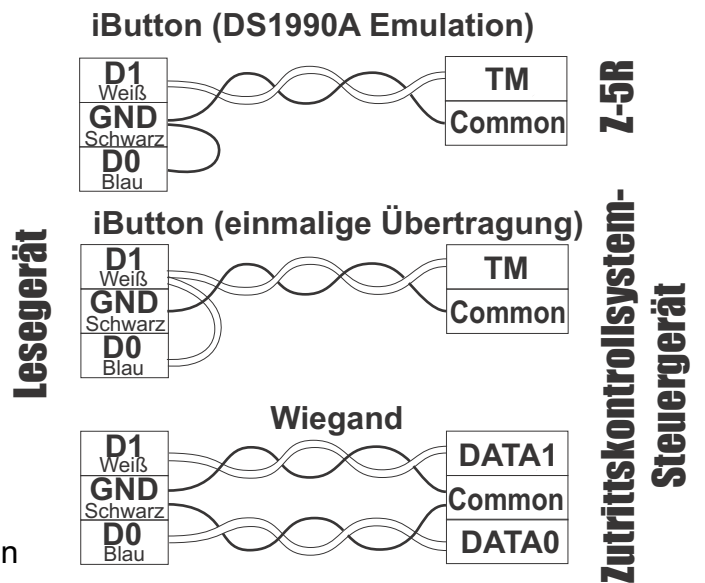 iButton (DS1990A Emulation)
D1
Weiß
GND
Schwarz
D0
Blau
TM
Common
Z-5R
iButton (einmalige Übertragung)
D1
Weiß
GND
Schwarz
D0
Blau
TM
Common
Lesegerät
Zutrittskontrollsystem-
Steuergerät
Wiegand
D1
Weiß
GND
Schwarz
D0
Blau
DATA1
Common
DATA0
n